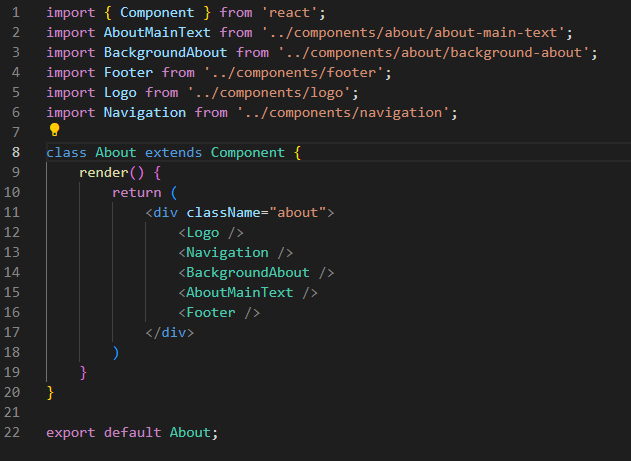 1 import { Component } from 'react';
2 import AboutMainText from '../components/about/about-main-text';
3 import BackgroundAbout from '../components/about/background-about';
4 import Footer from '../components/footer';
5 import Logo from '../components/logo';
6 import Navigation from '../components/navigation';
7
8 class About extends Component {
9     render() {
10         return (
11             <div className="about">
12                 <Logo />
13                 <Navigation />
14                 <BackgroundAbout />
15                 <AboutMainText />
16                 <Footer />
17             </div>
18         )
19     }
20 }
21
22 export default About;